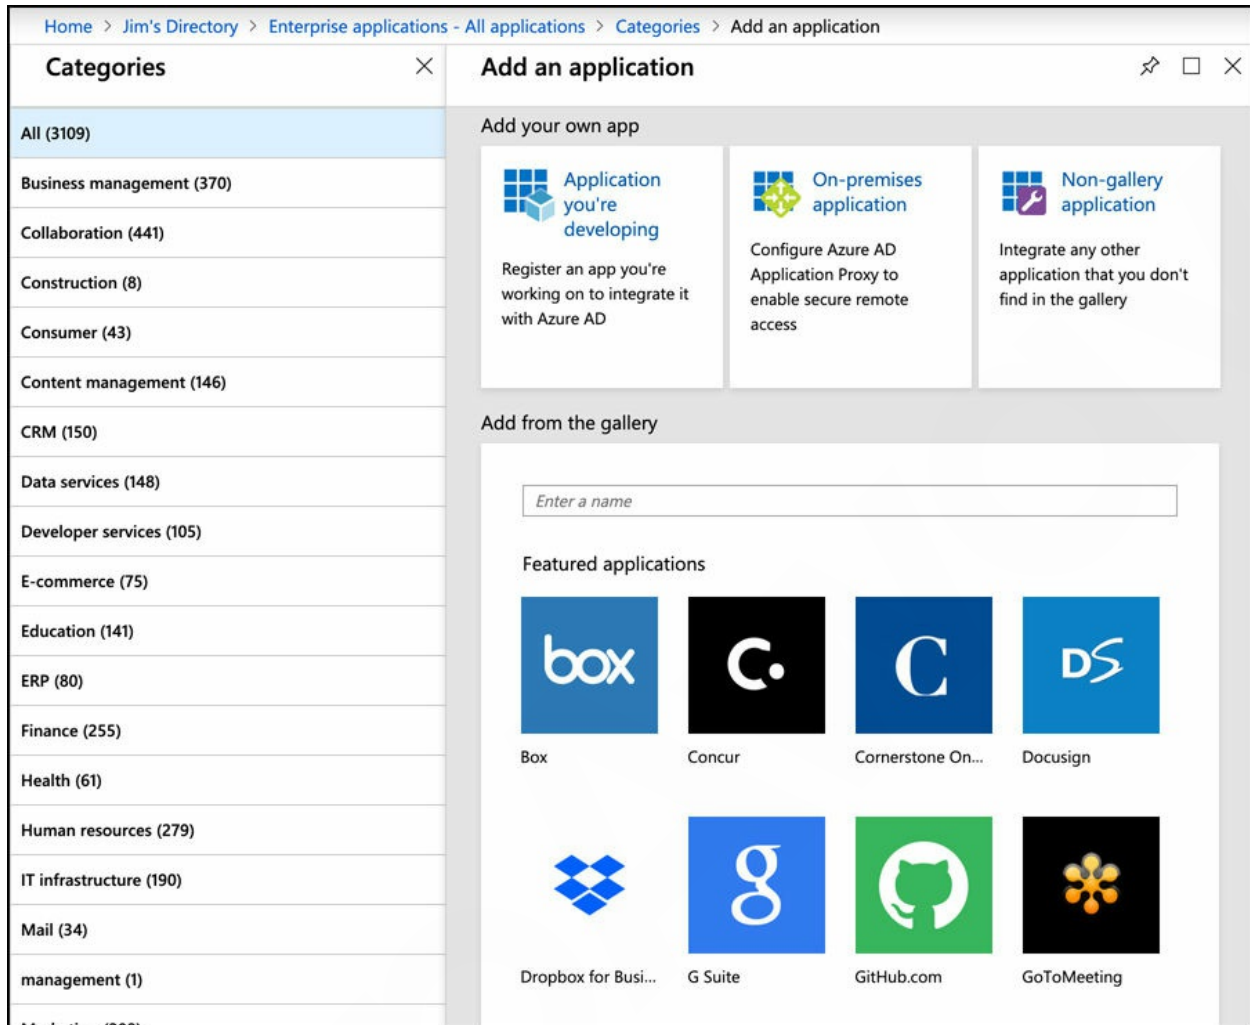 Home > Jim's Directory > Enterprise applications - All applications > Categories > Add an application
Categories
All (3109)
Business management (370)
Collaboration (441)
Construction (8)
Consumer (43)
Content management (146)
CRM (150)
Data services (148)
Developer services (105)
E-commerce (75)
Education (141)
ERP (80)
Finance (255)
Health (61)
Human resources (279)
IT infrastructure (190)
Mail (34)
management (1)
Add an application
Add your own app
Application
you're
developing
Register an app you're
working on to integrate it
with Azure AD
On-premises
application
Configure Azure AD
Application Proxy to
enable secure remote
access
Non-gallery
application
Integrate any other
application that you don't
find in the gallery
Add from the gallery
Enter a name
Featured applications
box
C.
C
DS
Box
Concur
Cornerstone On...
Docusign
g
Dropbox for Busi...
G Suite
GitHub.com
GoToMeeting